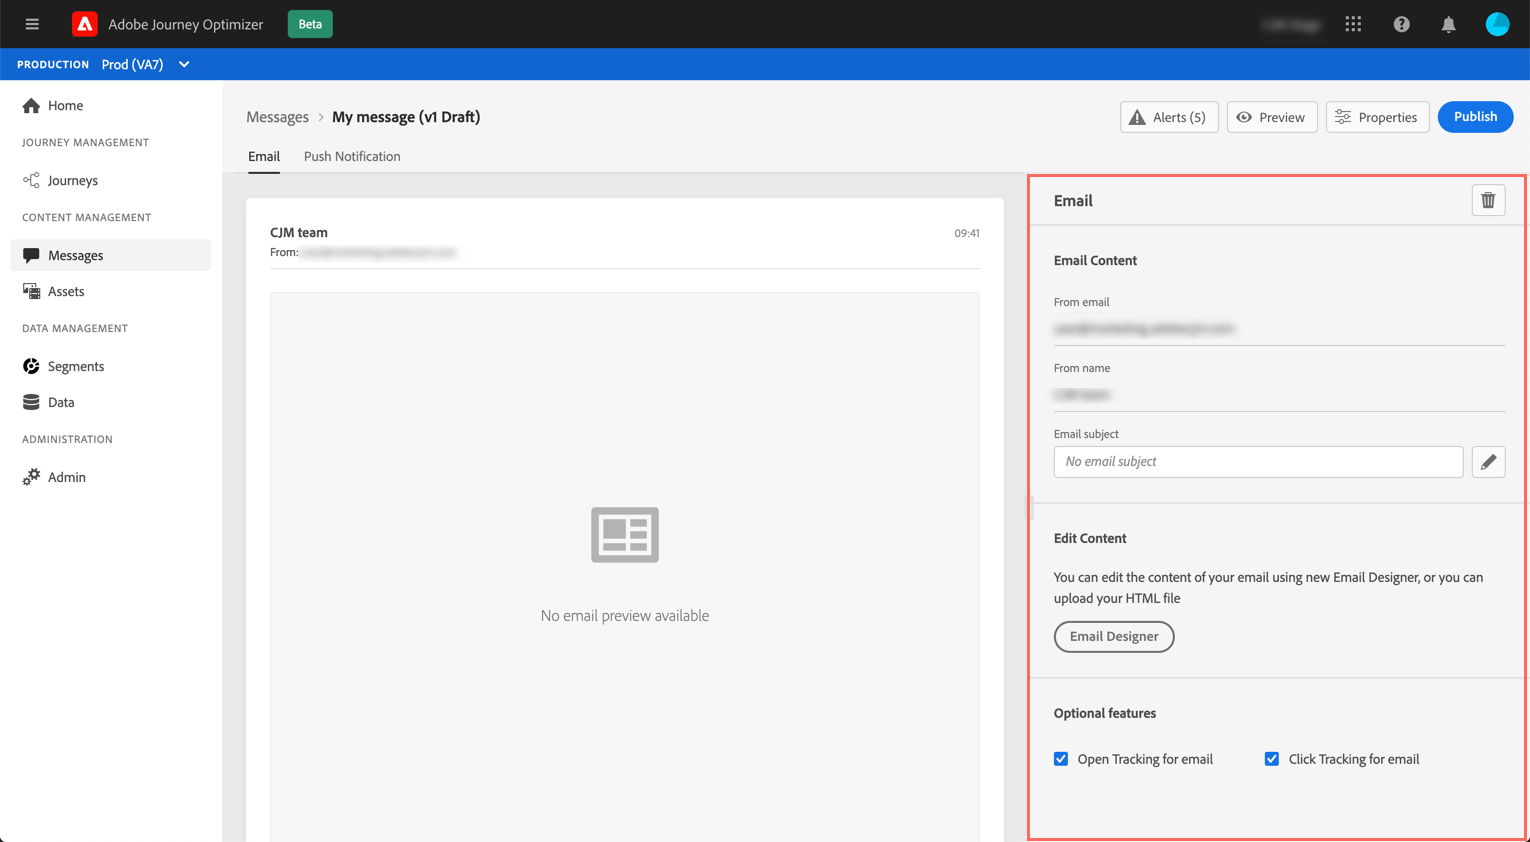 Adobe Journey Optimizer Beta
PRODUCTION Prod (VA7)
Home
JOURNEY MANAGEMENT
Journeys
CONTENT MANAGEMENT
Messages
Assets
DATA MANAGEMENT
Segments
Data
ADMINISTRATION
Admin
Messages > My message (v1 Draft)
Alerts (5) Preview Properties Publish
Email Push Notification
CJM team 09:41
From:
No email preview available
Email
Email Content
From email
From name
Email subject
No email subject
Edit Content
You can edit the content of your email using new Email Designer, or you can
upload your HTML file
Email Designer
Optional features
Open Tracking for email Click Tracking for email